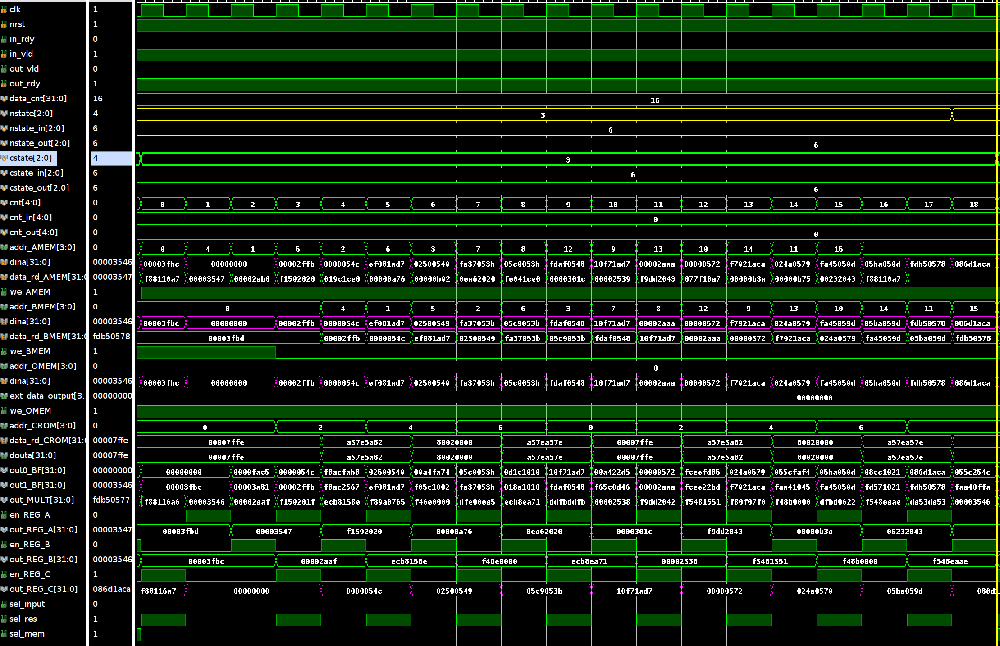 clk 1
nrst 1
in_rdy 0
in_vld 1
out_vld 0
out_rdy 1
data_cnt[31:0] 16 16
nstate[2:0] 4 3
nstate_in[2:0] 6 6
nstate_out[2:0] 6 6
cstate[2:0] 4 3
cstate_in[2:0] 6 6
cstate_out[2:0] 6 6
cnt[4:0] 0 0 1 2 3 4 5 6 7 8 9 10 11 12 13 14 15 16 17 18
cnt_in[4:0] 0 0
cnt_out[4:0] 0 0
addr_AMEM[3:0] 0 0 4 1 5 2 6 3 7 8 12 9 13 10 14 11 15
dina[31:0] 00003546 00003fbc 00000000 00002ffb 0000054c ef081ad7 02500549 fa37053b 05c9053b fdaf0548 10f71ad7 00002aaa 00000572 f7921aca 024a0579 fa45059d 05ba059d fdb50578 086d1aca
data_rd_AMEM[31:0 00003547 f88116a7 00003547 00002ab0 f1592020 019c1ce0 00000a76 00000b92 0ea62020 fe641ce0 0000301c 00002539 f9dd2043 077f16a7 00000b3a 00000b75 06232043 f88116a7
we_AMEM 1
addr_BMEM[3:0] 0 0 4 1 5 2 6 3 7 8 12 9 13 10 14 11 15
dina[31:0] 00003546 00003fbc 00000000 00002ffb 0000054c ef081ad7 02500549 fa37053b 05c9053b fdaf0548 10f71ad7 00002aaa 00000572 f7921aca 024a0579 fa45059d 05ba059d fdb50578 086d1aca
data_rd_BMEM[31:0 fdb50578 00003fbd 00002ffb 0000054c ef081ad7 02500549 fa37053b 05c9053b fdaf0548 10f71ad7 00002aaa 00000572 f7921aca 024a0579 fa45059d 05ba059d fdb50578
we_BMEM 1
addr_OMEM[3:0] 0 0
dina[31:0] 00003546 00003fbc 00000000 00002ffb 0000054c ef081ad7 02500549 fa37053b 05c9053b fdaf0548 10f71ad7 00002aaa 00000572 f7921aca 024a0579 fa45059d 05ba059d fdb50578 086d1aca
ext_data_output[3... 00000000 00000000
we_OMEM 1
addr_CROM[3:0] 0 0 2 4 6 0 2 4 6
data_rd_CROM[31:0 00007ffe 00007ffe a57e5a82 80020000 a57ea57e 00007ffe a57e5a82 80020000 a57ea57e
douta[31:0] 00007ffe 00007ffe a57e5a82 80020000 a57ea57e 00007ffe a57e5a82 80020000 a57ea57e
out0_BF[31:0] 00000000 00000000 0000fac5 0000054c f8acfab8 02500549 09a4fa74 05c9053b 0d1c1010 10f71ad7 09a422d5 00000572 fceefd85 024a0579 055cfaf4 05ba059d 08cc1021 086d1aca 055c254c
out1_BF[31:0] 00003546 00003fbc 00003a81 00002ffb f8ac2567 ef081ad7 f65c1002 fa37053b 018a1010 fdaf0548 f65c0d46 00002aaa fcee22bd f7921aca faa41045 fa45059d fd571021 fdb50578 faa40ffa
out_MULT[31:0] fdb50577 f88116a6 00003546 00002aaf f159201f ecb8158e f89a0765 f46e0000 dfe00ea5 ecb8ea71 ddfbddfb 00002538 f9dd2042 f5481551 f80f07f0 f48b0000 dfbd0622 f548eaae da53da53 00003546
en_REG_A 0
out_REG_A[31:0] 00003547 00003fbd 00003547 f1592020 00000a76 0ea62020 0000301c f9dd2043 00000b3a 06232043
en_REG_B 0
out_REG_B[31:0] 00003546 00003fbc 00002aaf ecb8158e f46e0000 ecb8ea71 00002538 f5481551 f48b0000 f548eaae
en_REG_C 1
out_REG_C[31:0] 086d1aca f88116a7 00000000 0000054c 02500549 05c9053b 10f71ad7 00000572 024a0579 05ba059d 086d1
sel_input 0
sel_res 1
sel_mem 1